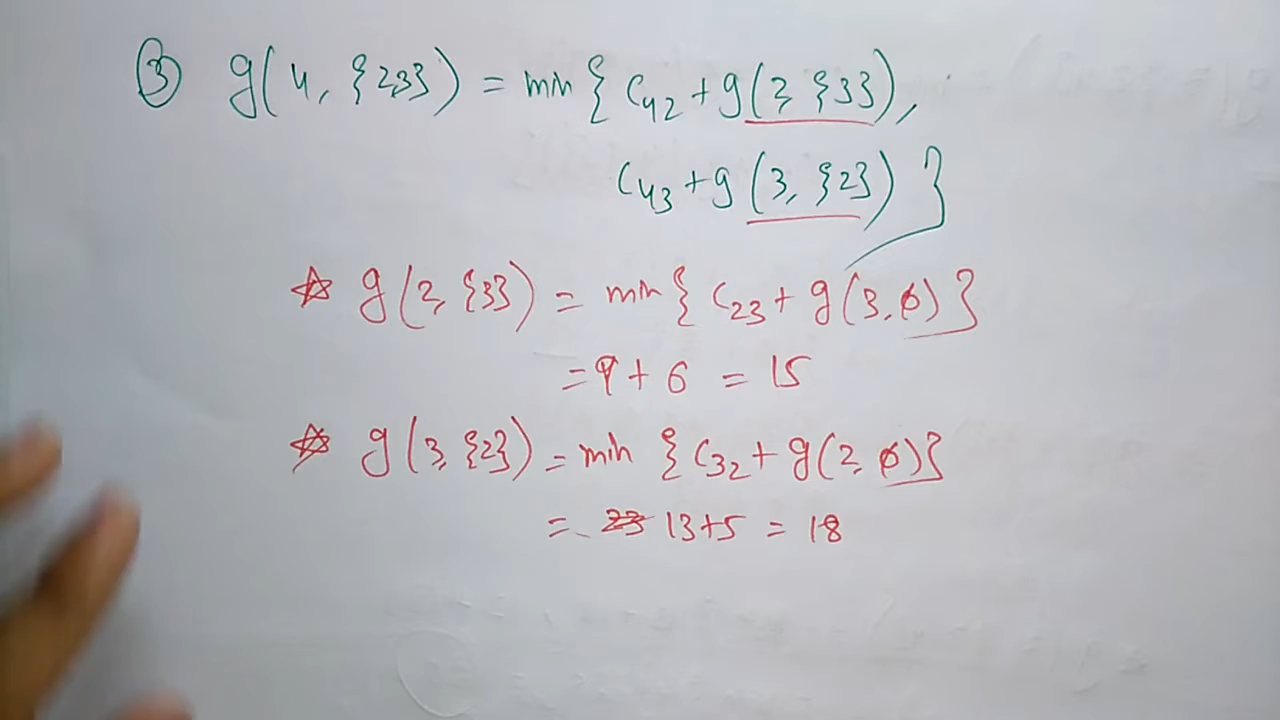 ③ g(4, {2,3}) = min { C42 + g(2, {3}),
C43 + g(3, {2}) }
☆ g(2, {3}) = min { C23 + g(3, ϕ) }
= 9 + 6 = 15
☆ g(3, {2}) = min { C32 + g(2, ϕ) }
= 13+5 = 18